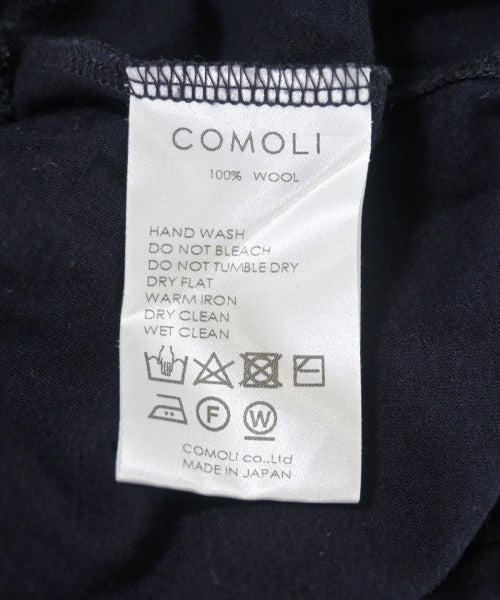 COMOLI
100% WOOL
HAND WASH
DO NOT BLEACH
DO NOT TUMBLE DRY
DRY FLAT
WARM IRON
DRY CLEAN
WET CLEAN
F W
COMOLI co.,Ltd
MADE IN JAPAN